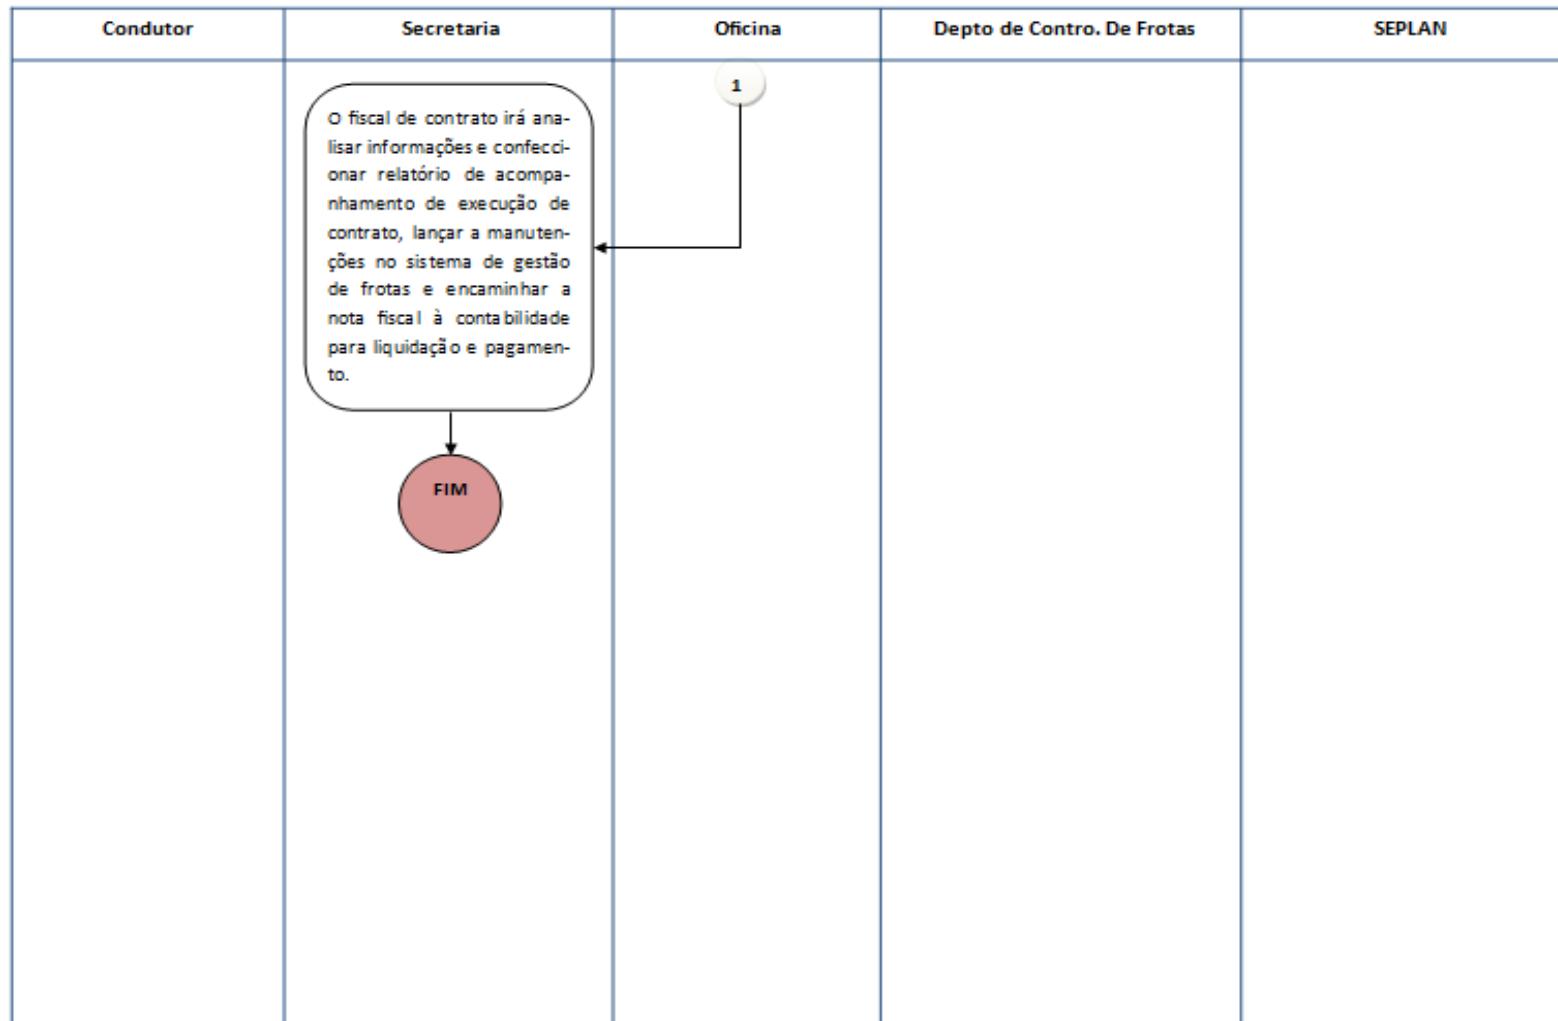 Condutor
Secretaria
Oficina
Depto de Contro. De Frotas
SEPLAN
1
O fiscal de contrato irá ana-
lisar informações e confecci-
onar relatório de acompa-
nhamento de execução de
contrato, lançar a manuten-
ções no sistema de gestão
de frotas e encaminhar a
nota fiscal à contabilidade
para liquidação e pagamen-
to.
FIM